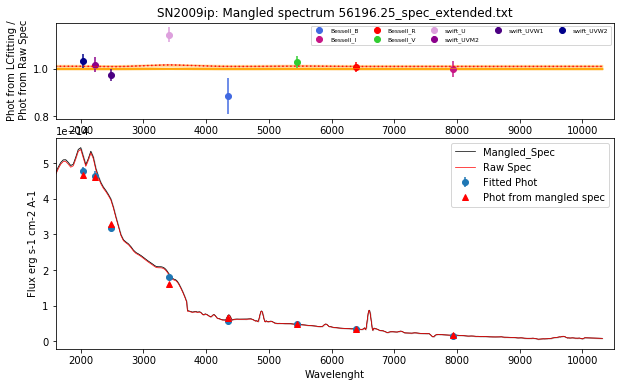 SN2009ip: Mangled spectrum 56196.25_spec_extended.txt
Phot from LCfitting /
Phot from Raw Spec
1.0
0.8
Bessell_B
Bessell_I
Bessell_R
Bessell_V
swift_U
swift_UVM2
swift_UVW1
swift_UVW2
2000 3000 4000 5000 6000 7000 8000 9000 10000
1e−14
Flux erg s-1 cm-2 A-1
5
4
3
2
1
0
Mangled_Spec
Raw Spec
Fitted Phot
Phot from mangled spec
2000 3000 4000 5000 6000 7000 8000 9000 10000
Wavelenght